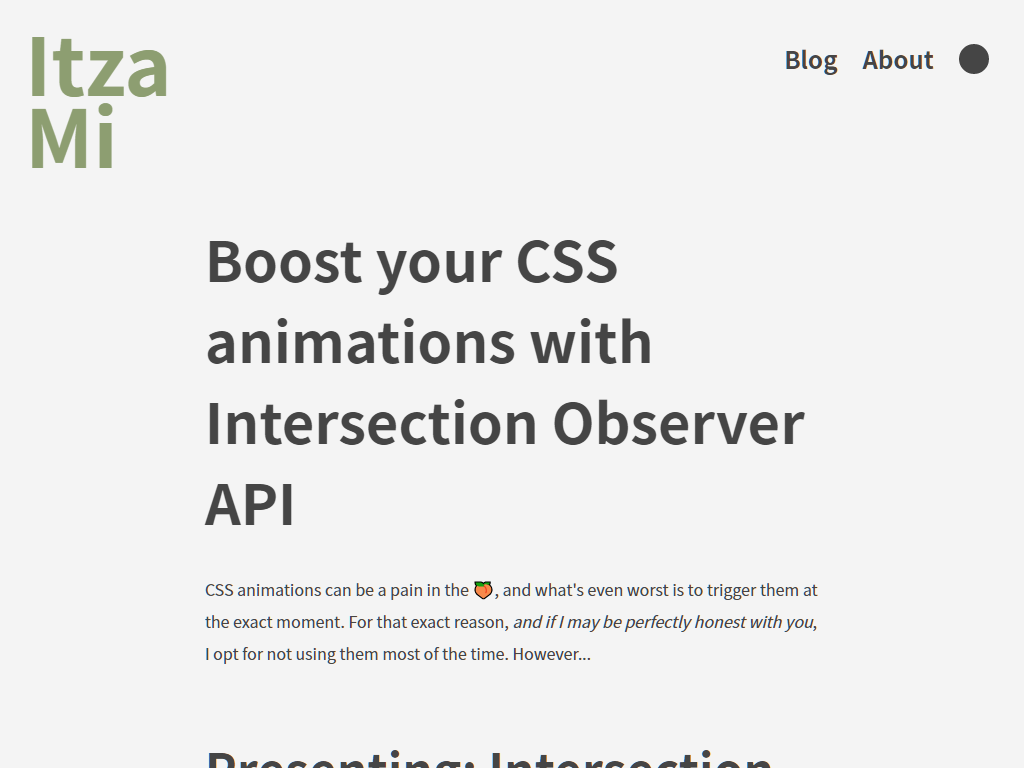 Itza
Mi
Blog About
Boost your CSS
animations with
Intersection Observer
API
CSS animations can be a pain in the 🍑, and what's even worst is to trigger them at
the exact moment. For that exact reason, and if I may be perfectly honest with you,
I opt for not using them most of the time. However...
Presenting: Intersection